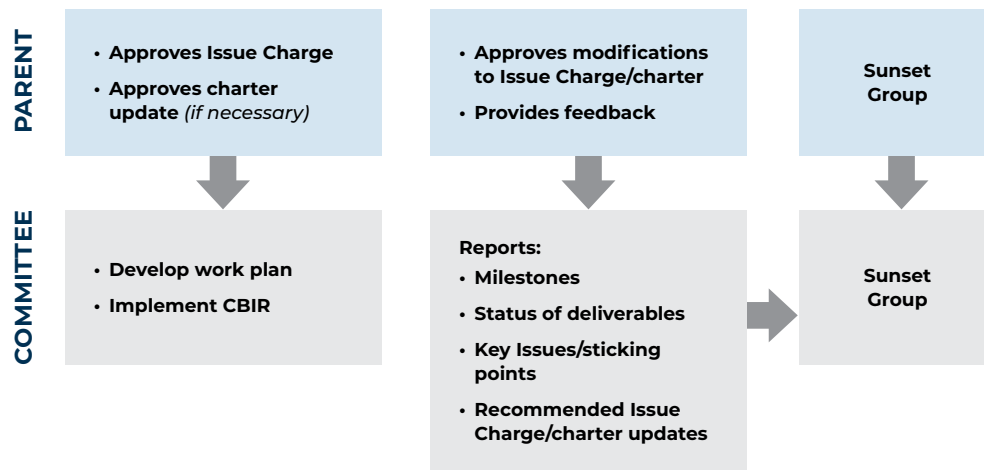 PARENT
• Approves Issue Charge
• Approves charter
update (if necessary)
• Approves modifications
to Issue Charge/charter
• Provides feedback
Sunset
Group
COMMITTEE
• Develop work plan
• Implement CBIR
Reports:
• Milestones
• Status of deliverables
• Key Issues/sticking
points
• Recommended Issue
Charge/charter updates
Sunset
Group